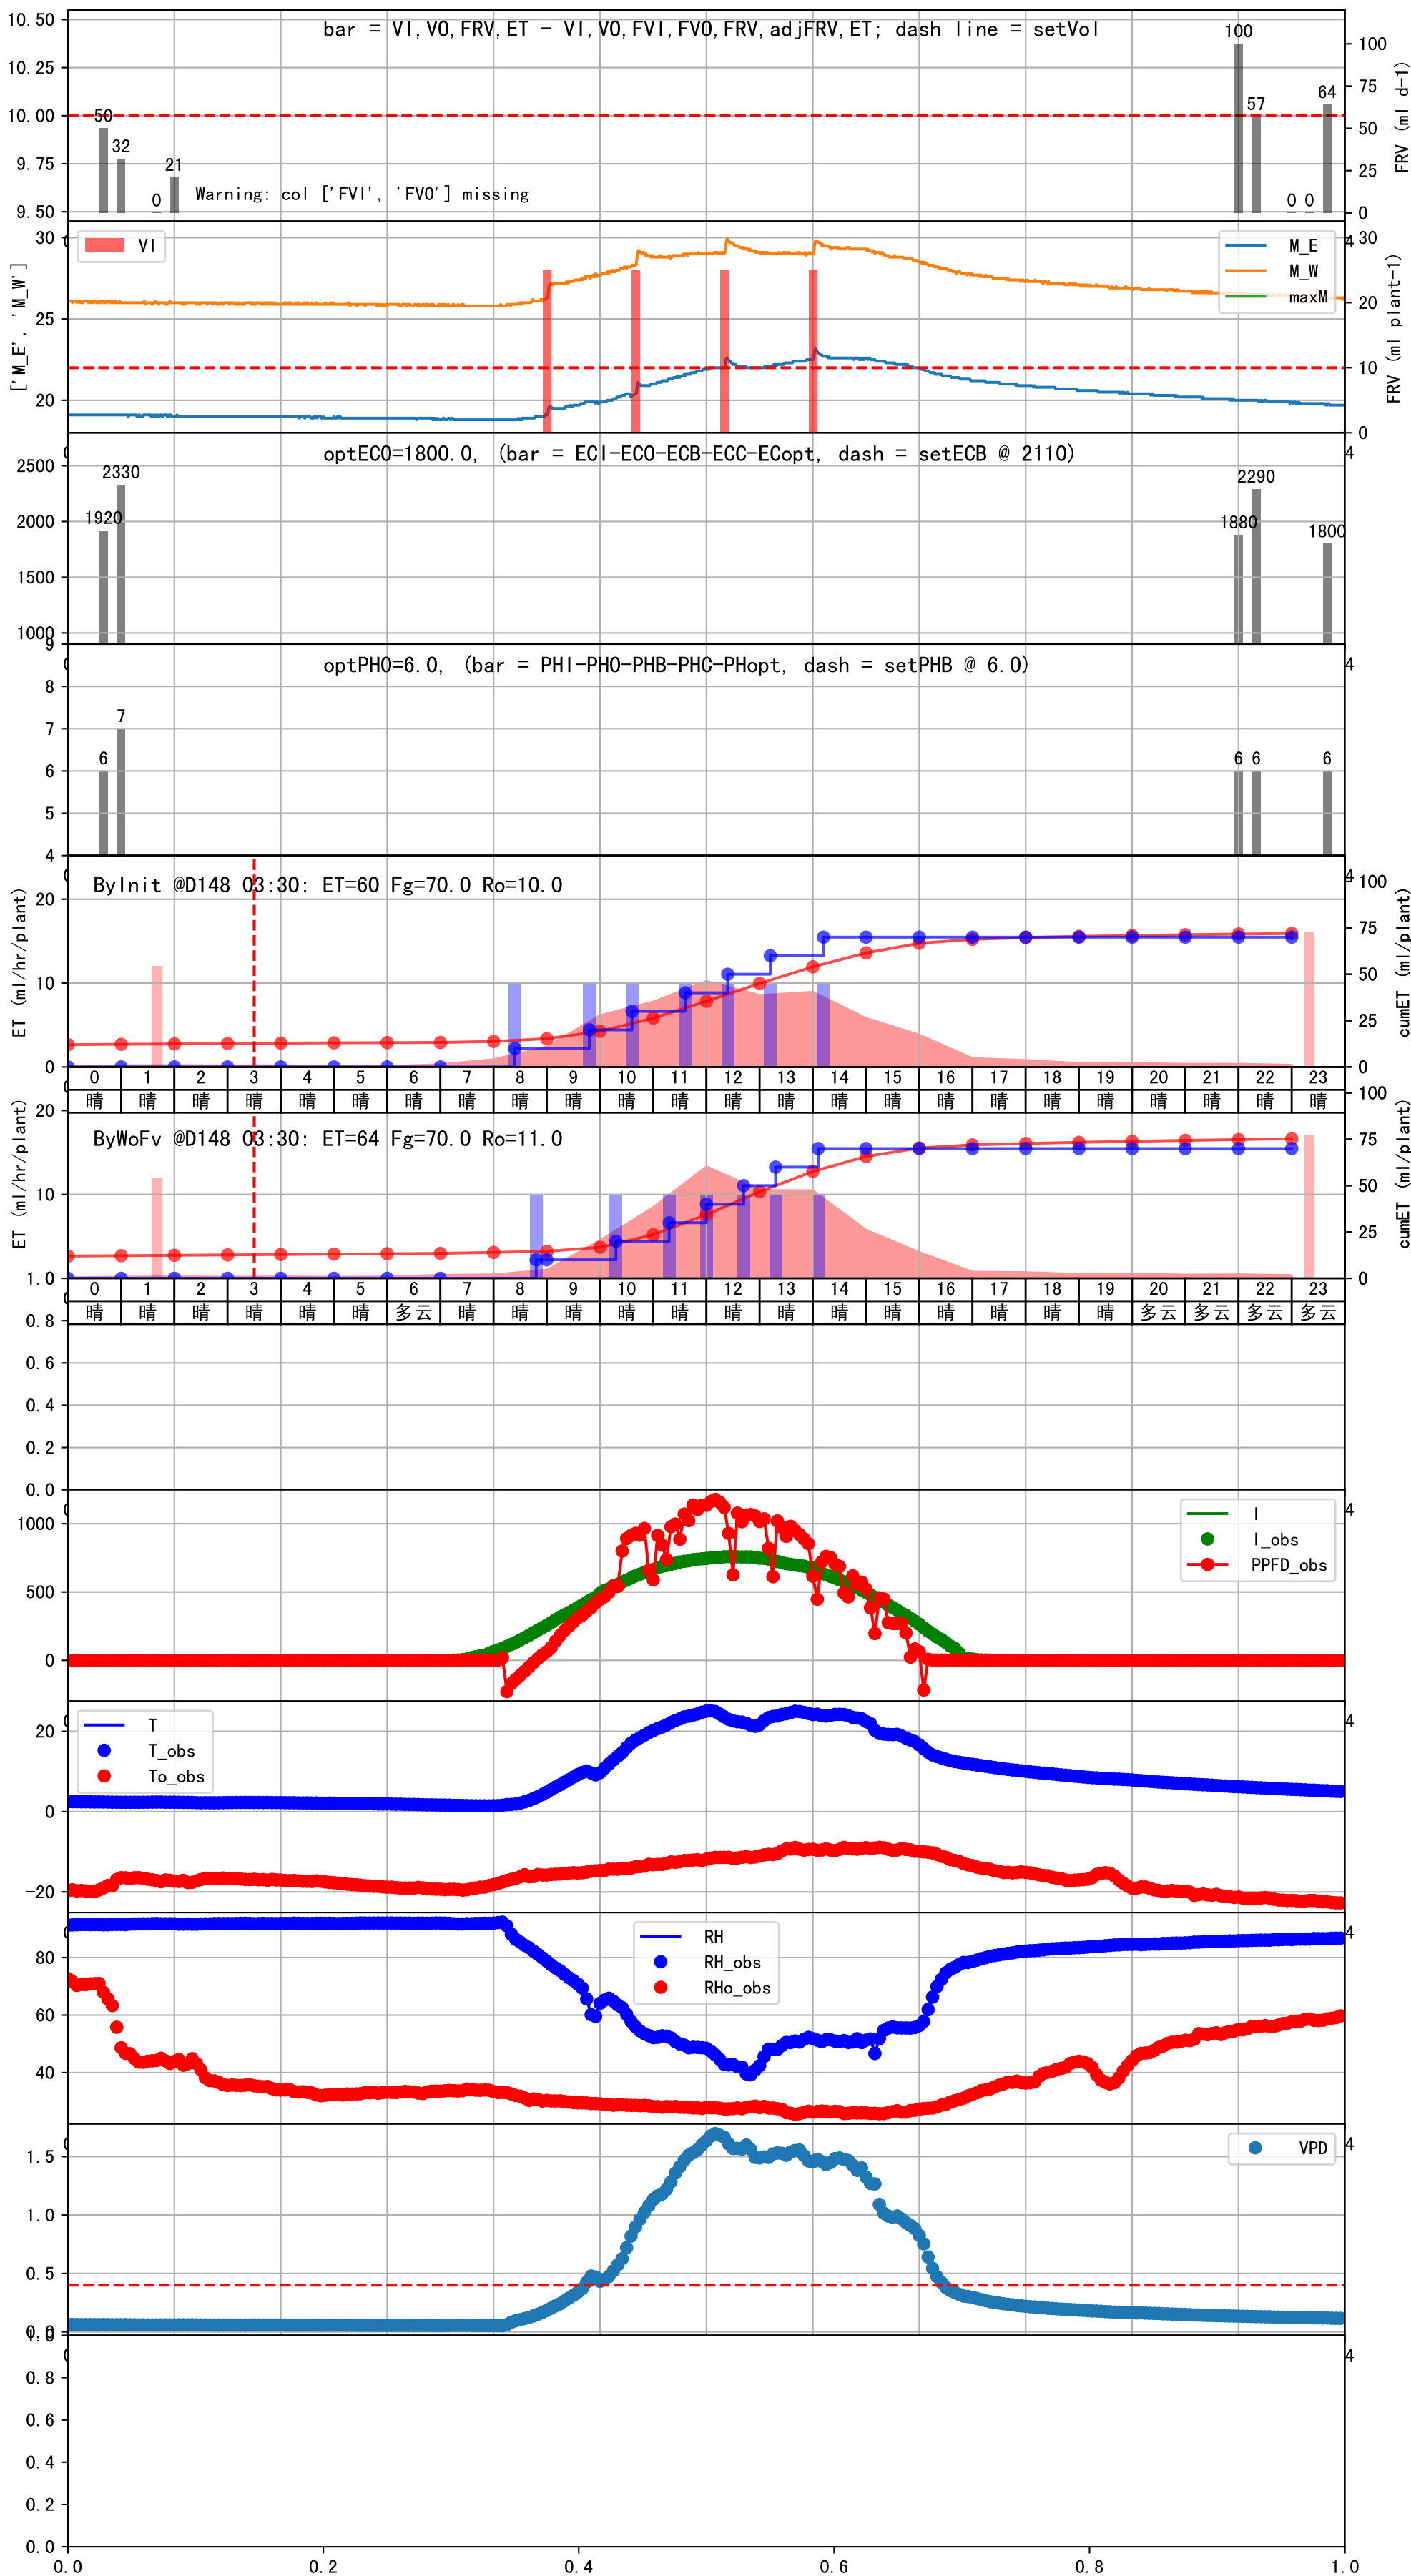 bar = VI,VO,FRV,ET - VI,VO,FVI,FVO,FRV,adjFRV,ET; dash line = setVol
10.50
10.25
10.00
9.75
9.50
100
75
50
25
0
FRV (ml d-1)
50
32
0
21
100
57
0
0
64
Warning: col ['FVI', 'FVO'] missing
VI
M_E
M_W
maxM
['M_E', 'M_W']
30
25
20
30
20
10
0
FRV (ml plant-1)
optECO=1800.0, (bar = ECI-ECO-ECB-ECC-ECopt, dash = setECB @ 2110)
2500
2000
1500
1000
1920
2330
1880
2290
1800
optPHO=6.0, (bar = PHI-PHO-PHB-PHC-PHopt, dash = setPHB @ 6.0)
9
8
7
6
5
4
6
7
6
6
6
ByInit @D148 03:30: ET=60 Fg=70.0 Ro=10.0
ET (ml/hr/plant)
20
10
0
100
75
50
25
0
cumET (ml/plant)
0 1 2 3 4 5 6 7 8 9 10 11 12 13 14 15 16 17 18 19 20 21 22 23
晴 晴 晴 晴 晴 晴 晴 晴 晴 晴 晴 晴 晴 晴 晴 晴 晴 晴 晴 晴 晴 晴 晴 晴
ByWoFv @D148 03:30: ET=64 Fg=70.0 Ro=11.0
ET (ml/hr/plant)
20
10
100
75
50
25
0
cumET (ml/plant)
0 1 2 3 4 5 6 7 8 9 10 11 12 13 14 15 16 17 18 19 20 21 22 23
晴 晴 晴 晴 晴 晴 多云 晴 晴 晴 晴 晴 晴 晴 晴 晴 晴 晴 晴 晴 多云 多云 多云 多云
1.0
0.8
0.6
0.4
0.2
0.0
I
I_obs
PPFD_obs
1000
500
0
T
T_obs
To_obs
20
0
-20
RH
RH_obs
RHo_obs
80
60
40
VPD
1.5
1.0
0.5
0.0
1.0
0.8
0.6
0.4
0.2
0.0
0.0 0.2 0.4 0.6 0.8 1.0